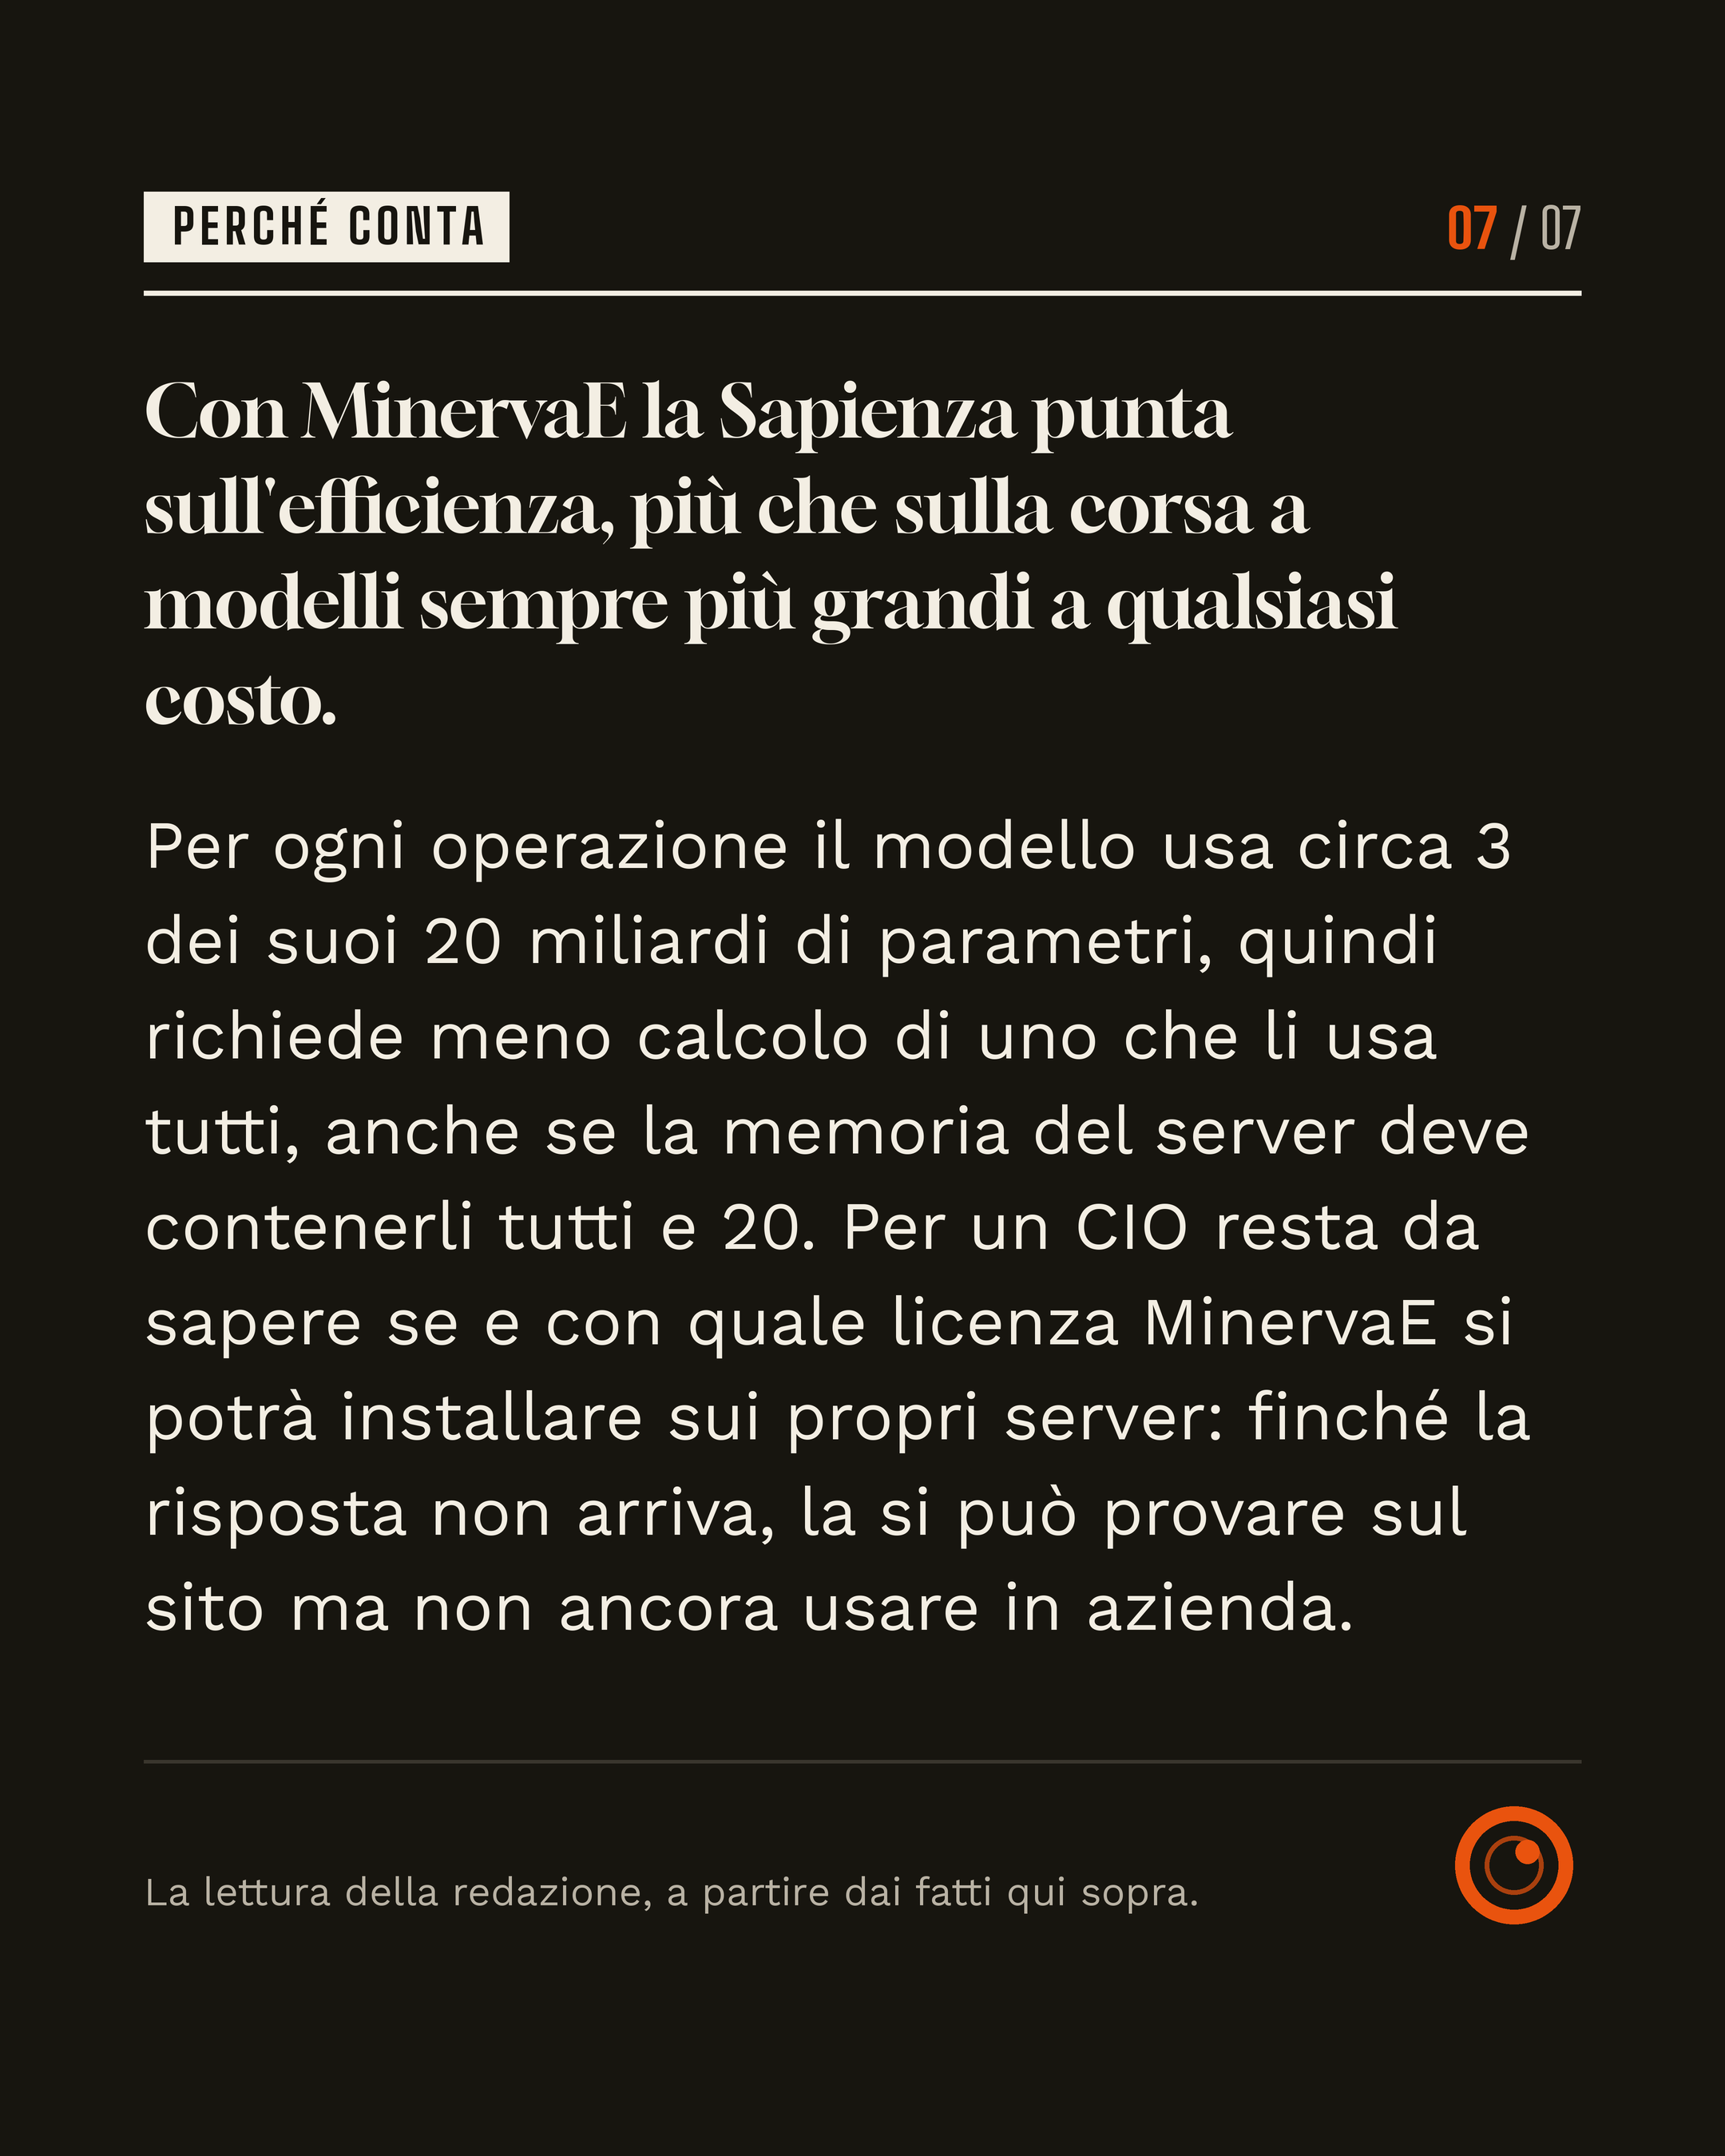 PERCHÉ CONTA
07 / 07
Con MinervaE la Sapienza punta
sull'efficienza, più che sulla corsa a
modelli sempre più grandi a qualsiasi
costo.
Per ogni operazione il modello usa circa 3
dei suoi 20 miliardi di parametri, quindi
richiede meno calcolo di uno che li usa
tutti, anche se la memoria del server deve
contenerli tutti e 20. Per un CIO resta da
sapere se e con quale licenza MinervaE si
potrà installare sui propri server: finché la
risposta non arriva, la si può provare sul
sito ma non ancora usare in azienda.
La lettura della redazione, a partire dai fatti qui sopra.